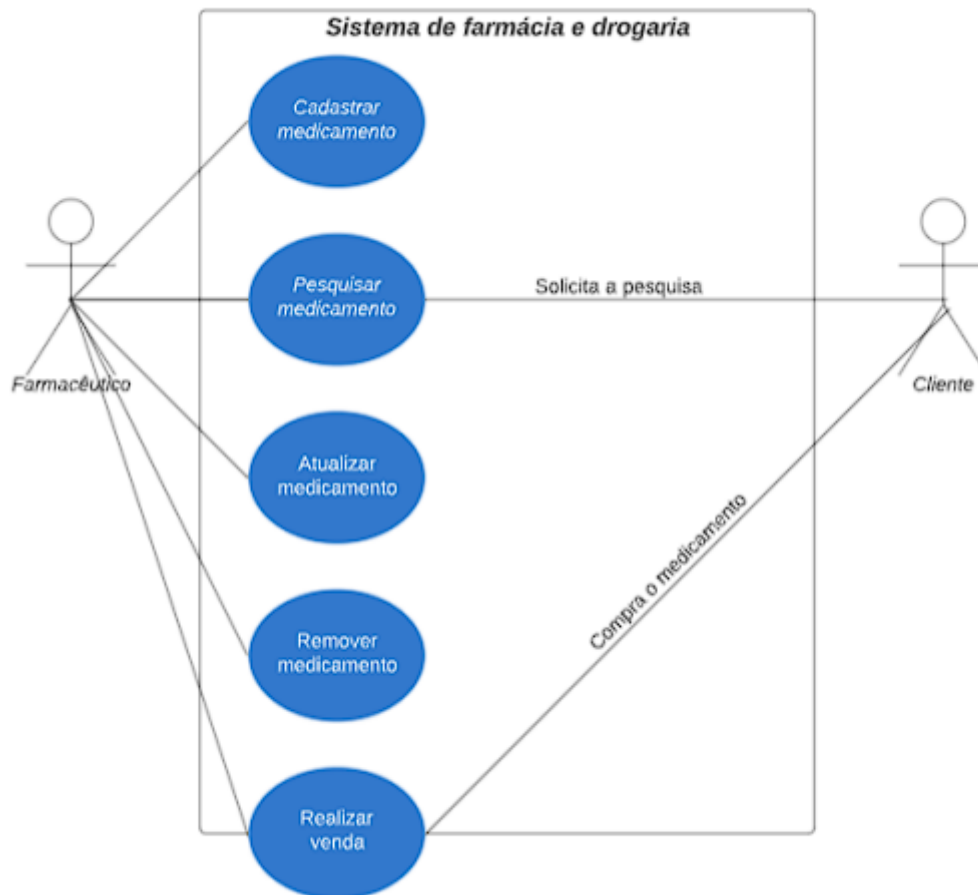 Sistema de farmácia e drogaria
Cadastrar
medicamento
Pesquisar
medicamento
Solicita a pesquisa
Farmacêutico
Cliente
Atualizar
medicamento
Compra o medicamento
Remover
medicamento
Realizar
venda